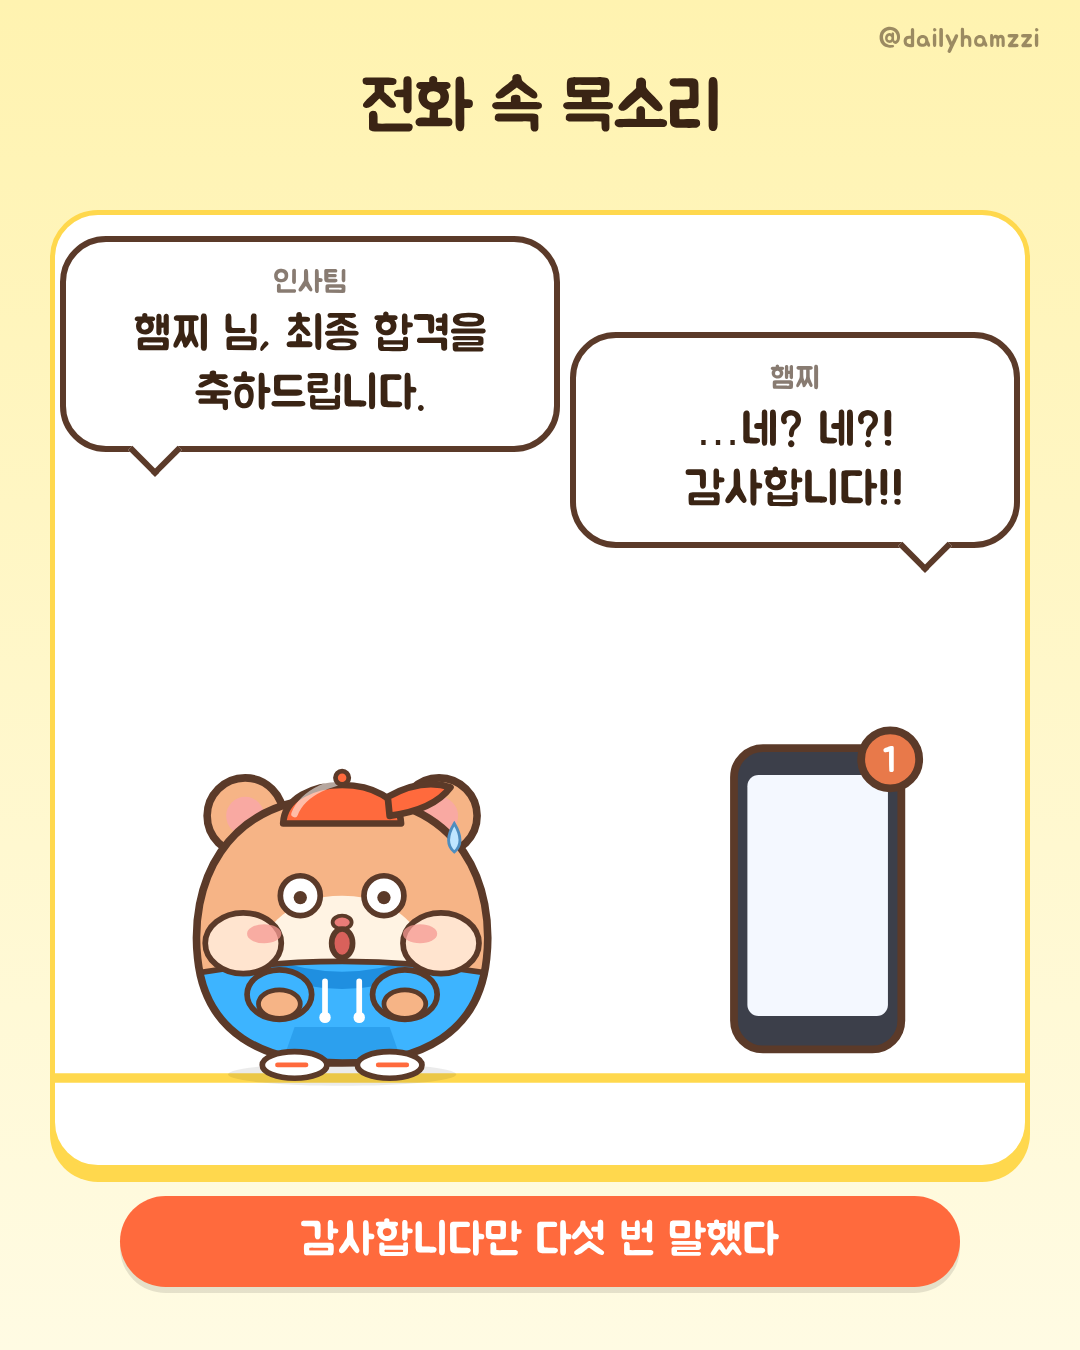 @dailyhamzzi
전화 속 목소리
인사팀
햄찌 님, 최종 합격을
축하드립니다.
햄찌
...네? 네?!
감사합니다!!
1
감사합니다만 다섯 번 말했다